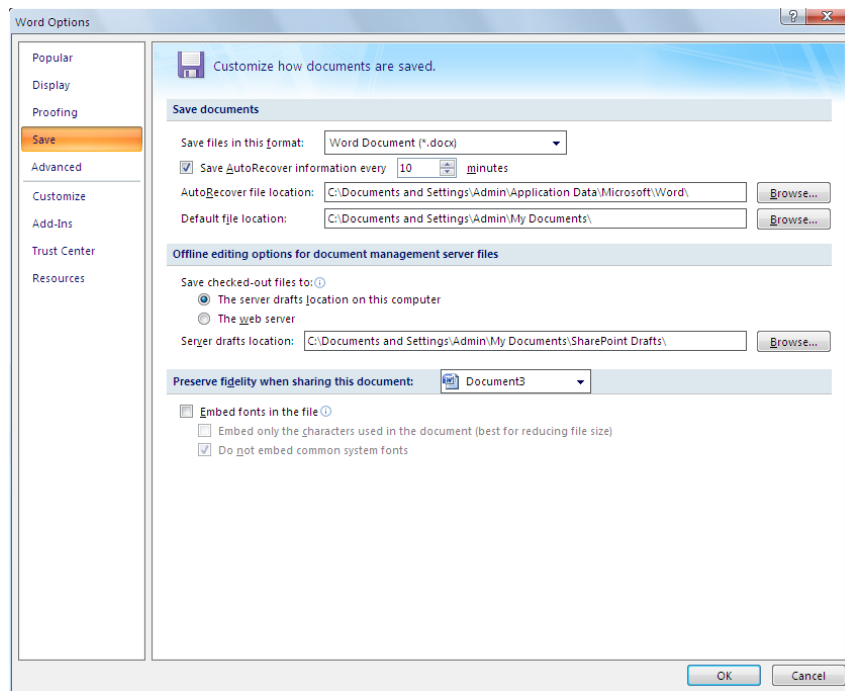 Word Options
Popular
Display
Proofing
Save
Advanced
Customize
Add-Ins
Trust Center
Resources
Customize how documents are saved.
Save documents
Save files in this format: Word Document (*.docx)
Save AutoRecover information every 10 minutes
AutoRecover file location: C:\Documents and Settings\Admin\Application Data\Microsoft\Word\ Browse...
Default file location: C:\Documents and Settings\Admin\My Documents\ Browse...
Offline editing options for document management server files
Save checked-out files to:
The server drafts location on this computer
The web server
Server drafts location: C:\Documents and Settings\Admin\My Documents\SharePoint Drafts\ Browse...
Preserve fidelity when sharing this document: Document3
Embed fonts in the file
Embed only the characters used in the document (best for reducing file size)
Do not embed common system fonts
OK Cancel